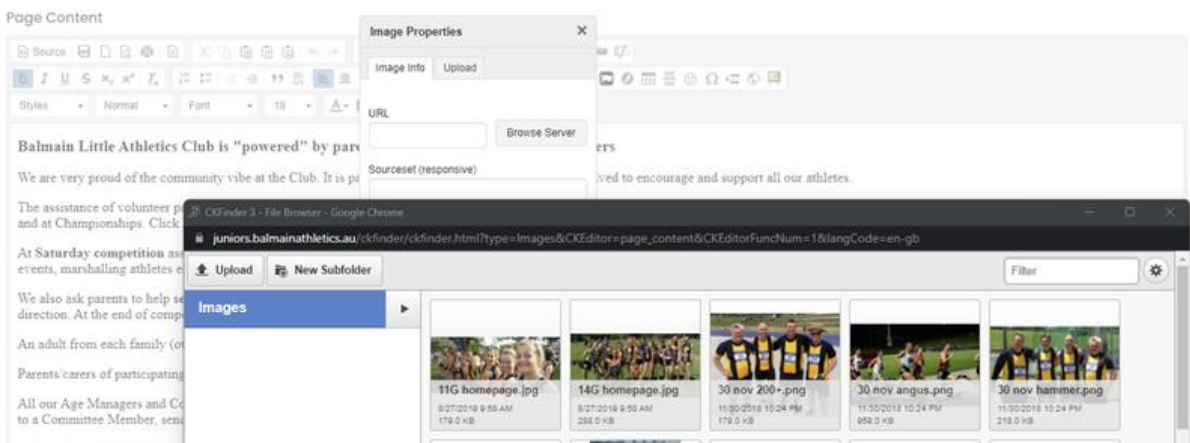 Page Content
Image Properties
Source
Image Info Upload
Styles Normal Font 18
URL
Browse Server
Balmain Little Athletics Club is "powered" by pare
ers
Sourceset (responsive)
We are very proud of the community vibe at the Club. It is pa
ved to encourage and support all our athletes.
The assistance of volunteer p
and at Championships. Click
CKFinder 3 - File Browser - Google Chrome
juniors.balmainathletics.au/ckfinder/ckfinder.html?type=Images&CKEditor=page_content&CKEditorFuncNum=1&langCode=en-gb
At Saturday competition ass
events, marshalling athletes e
Upload New Subfolder Filter
We also ask parents to help se
direction. At the end of comp
Images
An adult from each family (ot
Parents/carers of participating
All our Age Managers and Co
to a Committee Member, send
11G homepage.jpg
8/27/2019 9:58 AM
179.0 KB
14G homepage.jpg
8/27/2019 9:58 AM
288.0 KB
30 nov 200+.png
11/30/2018 10:24 PM
179.0 KB
30 nov angus.png
11/30/2018 10:24 PM
959.0 KB
30 nov hammer.png
11/30/2018 10:24 PM
218.0 KB